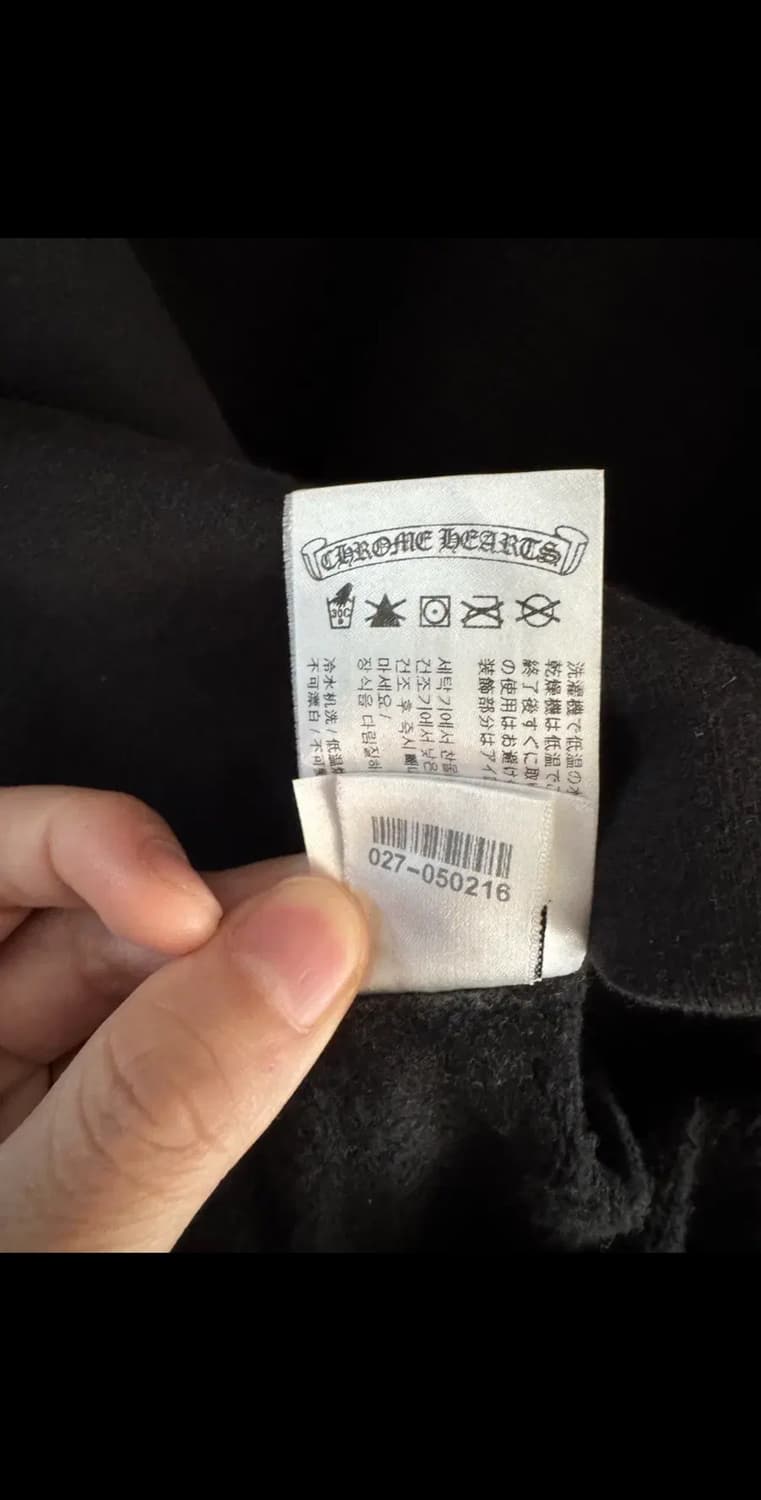 CHROME HEARTS
30C
洗濯機で低温の
乾燥機は低温で
終了後すぐに取
の使用はお避け
装飾部分はアイ
세탁기에서 찬물
건조기에서 낮은
건조 후 즉시
마세요 /
장식을 다림질하
冷水机洗 / 低温
不可漂白 / 不可
027-050216